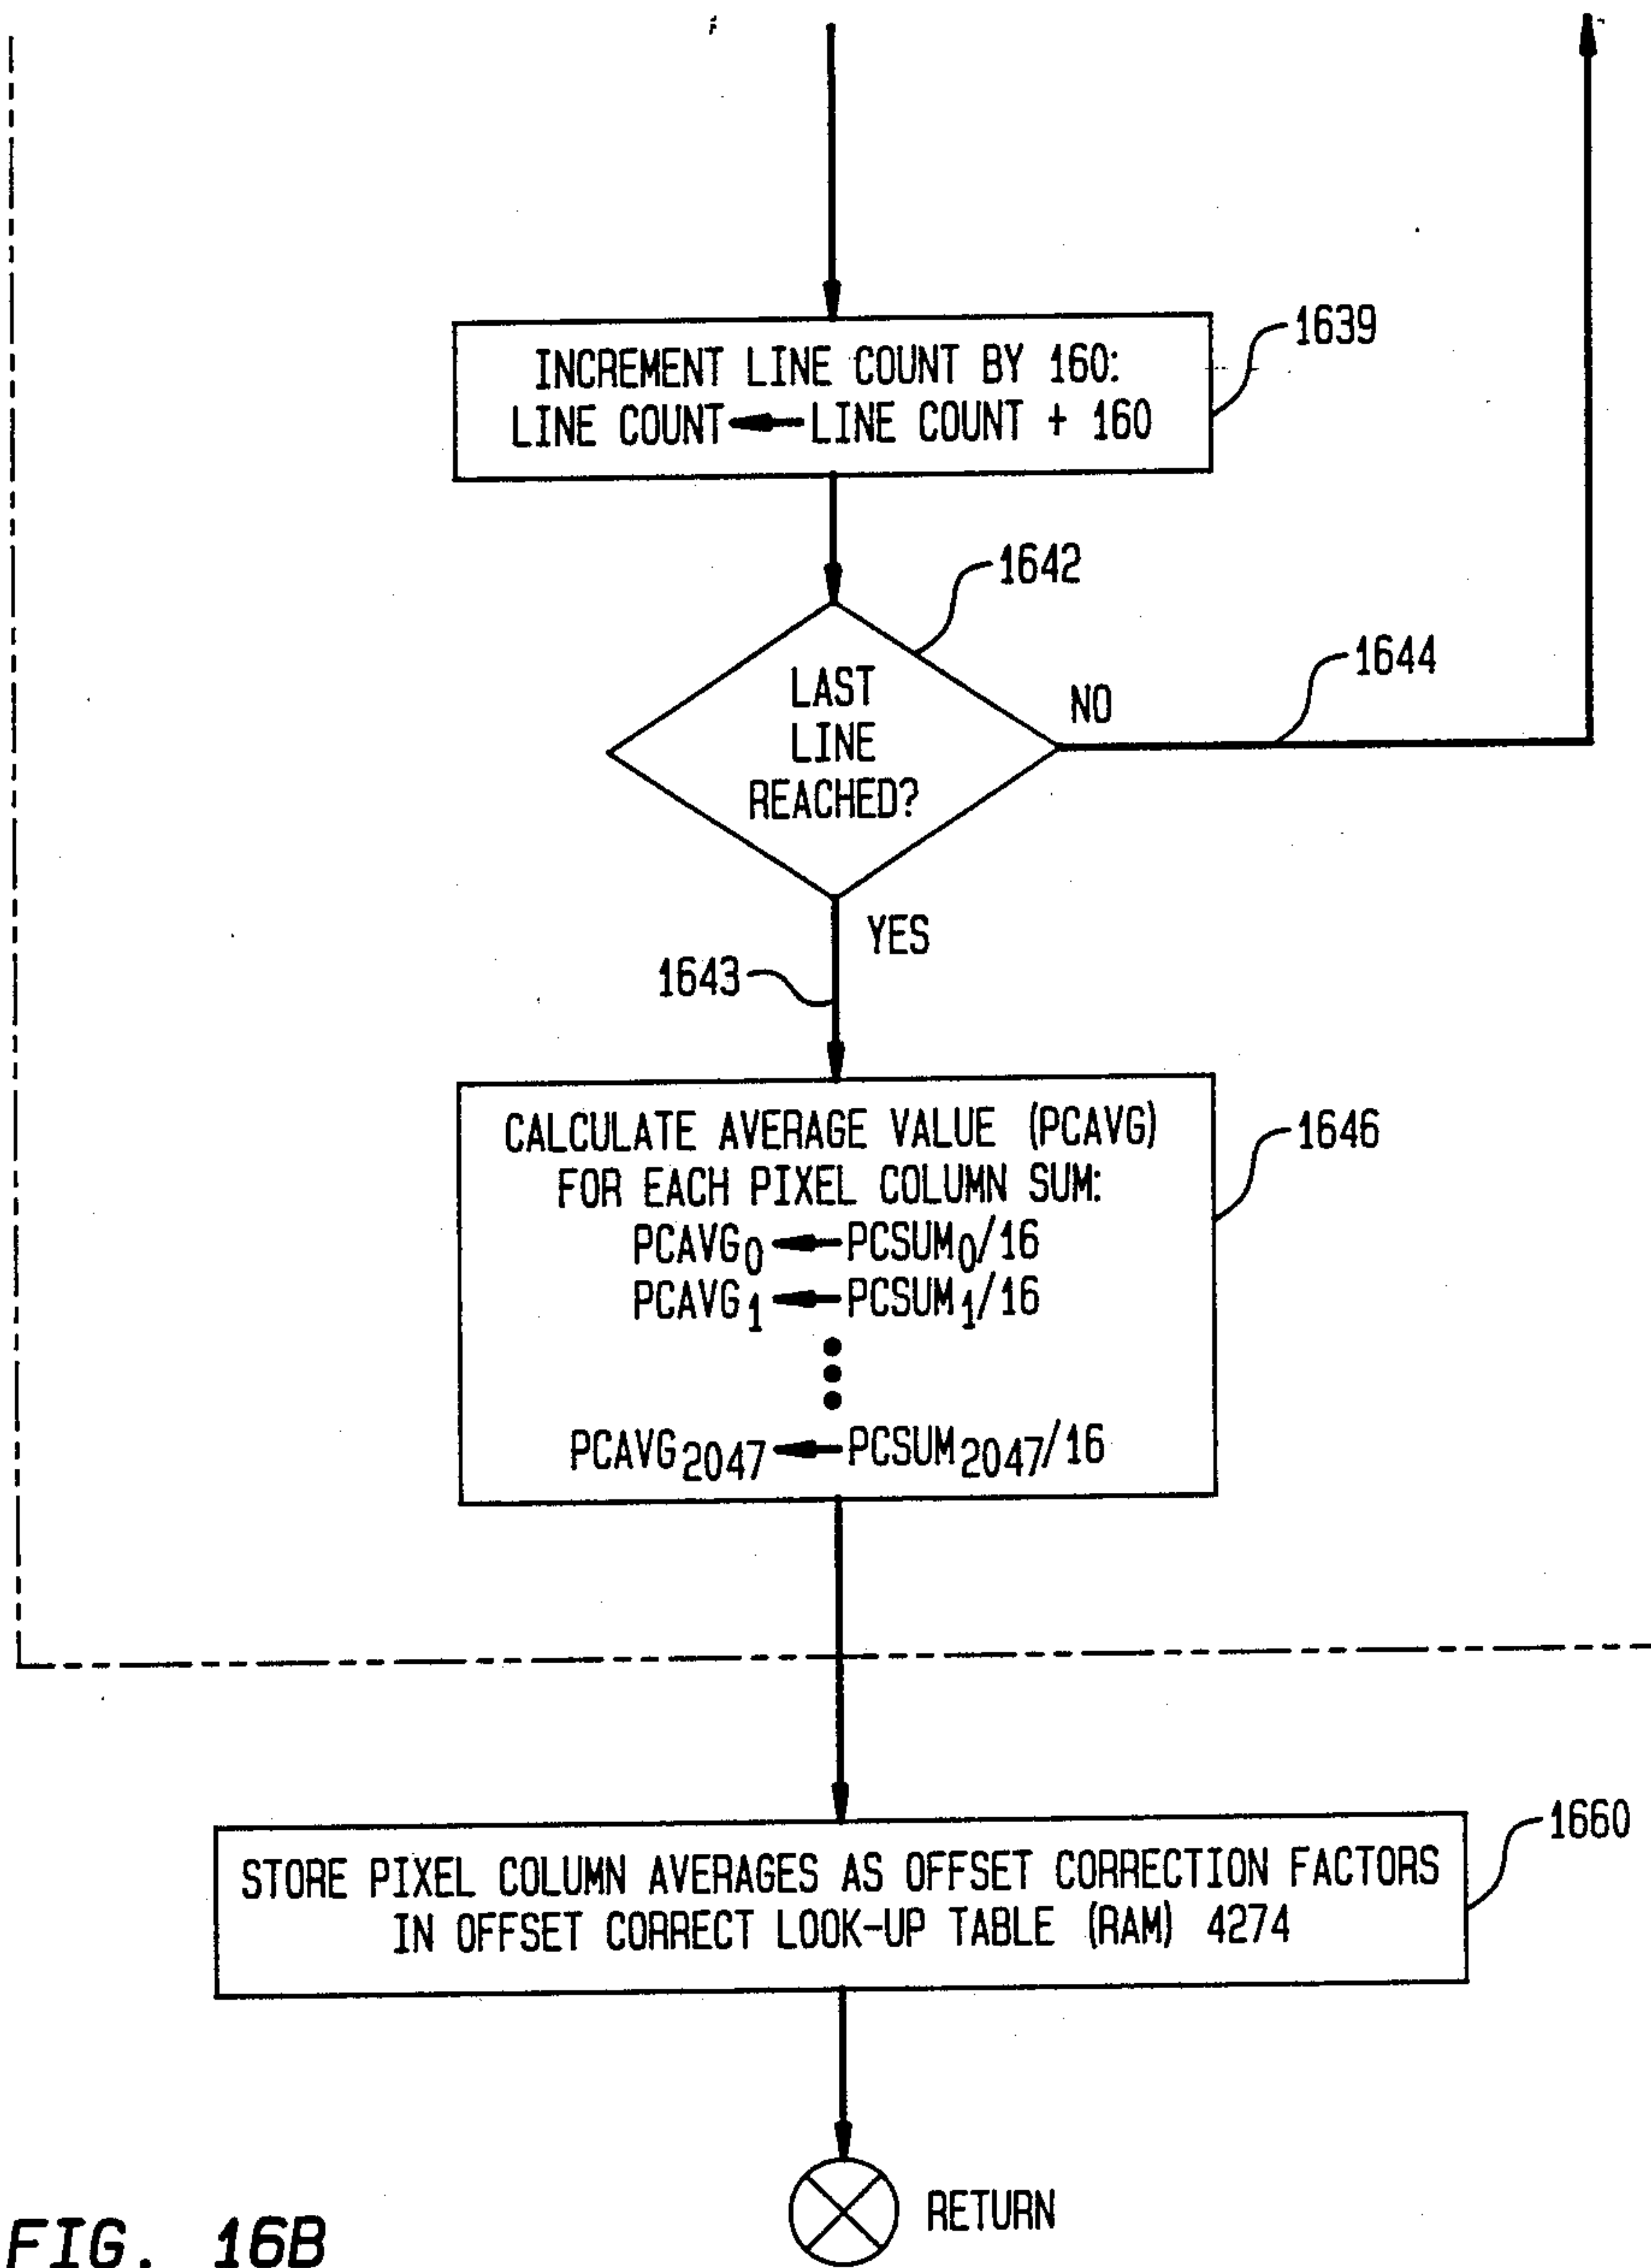 INCREMENT LINE COUNT BY 160:
LINE COUNT ← LINE COUNT + 160
1639
1642
LAST
LINE
REACHED?
NO
1644
YES
1643
CALCULATE AVERAGE VALUE (PCAVG)
FOR EACH PIXEL COLUMN SUM:
PCAVG₀ ← PCSUM₀/16
PCAVG₁ ← PCSUM₁/16
PCAVG₂₀₄₇ ← PCSUM₂₀₄₇/16
1646
STORE PIXEL COLUMN AVERAGES AS OFFSET CORRECTION FACTORS
IN OFFSET CORRECT LOOK-UP TABLE (RAM) 4274
1660
RETURN
FIG. 16B